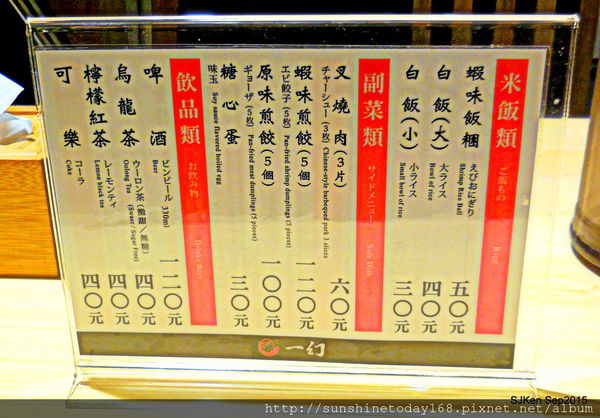 米飯類 ご飯もの Rice
蝦味飯糰 えびおにぎり
Shrimp Rice Ball
五〇元
白飯(大) 大ライス
Bowl of rice
四〇元
白飯(小) 小ライス
Small bowl of rice
三〇元
副菜類 サイドメニュー Side Dish
叉燒肉(3片)
チャーシュー(3枚) Chinese-style barbequed pork 3 slices
六〇元
蝦味煎餃(5個)
エビ餃子(5枚) Pan-fried shrimp dumplings (5 pieces)
一二〇元
原味煎餃(5個)
ギョーザ(5枚) Pan-fried meat dumplings (5 pieces)
一〇〇元
糖心蛋
味玉 Soy sauce flavored boiled egg
三〇元
飲品類 お飲み物 Drinks
啤酒 ビンビール 330ml
Beer
一二〇元
烏龍茶 ウーロン茶(微甜/無糖)
Oolong Tea (Sweet / Sugar Free)
四〇元
檸檬紅茶 レーモンティ
Lemon black tea
四〇元
可樂 コーラ
Coke
四〇元
一幻
SJKen Sep2015
http://sunshinetoday168.pixnet.net/album